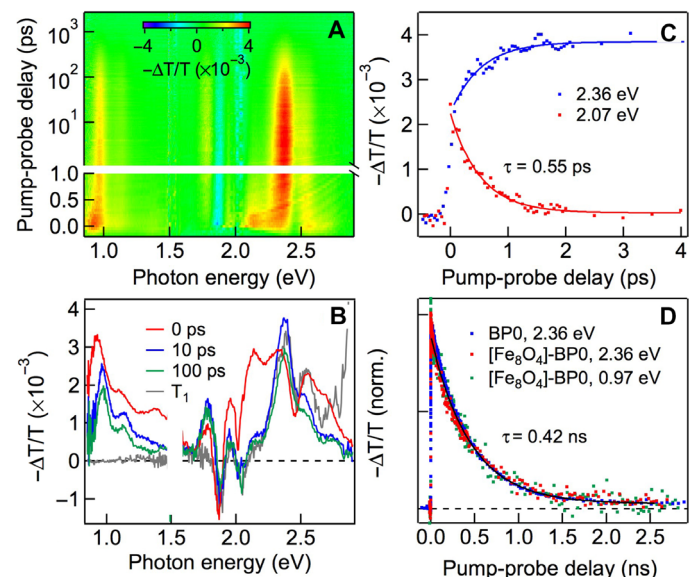 A
−4 0 4
−ΔT/T (×10⁻³)
Pump-probe delay (ps)
10³
10²
10¹
1.0
0.5
0.0
1.0 1.5 2.0 2.5
Photon energy (eV)
C
−ΔT/T (×10⁻³)
4
3
2
1
0
2.36 eV
2.07 eV
τ = 0.55 ps
0 1 2 3 4
Pump-probe delay (ps)
B
−ΔT/T (×10⁻³)
4
3
2
1
0
−1
0 ps
10 ps
100 ps
T₁
1.0 1.5 2.0 2.5
Photon energy (eV)
D
−ΔT/T (norm.)
BP0, 2.36 eV
[Fe₈O₄]-BP0, 2.36 eV
[Fe₈O₄]-BP0, 0.97 eV
τ = 0.42 ns
0.0 0.5 1.0 1.5 2.0 2.5
Pump-probe delay (ns)